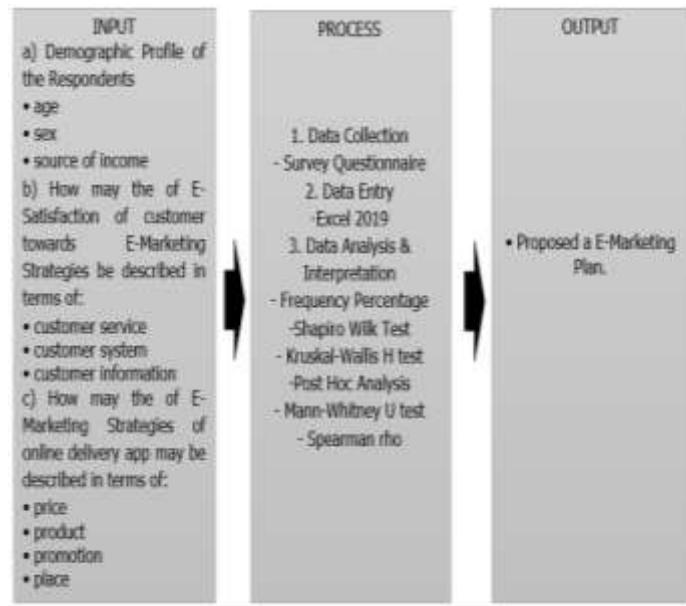 INPUT
a) Demographic Profile of
the Respondents
• age
• sex
• source of income
b) How may the of E-
Satisfaction of customer
towards E-Marketing
Strategies be described in
terms of:
• customer service
• customer system
• customer information
c) How may the of E-
Marketing Strategies of
online delivery app may be
described in terms of:
• price
• product
• promotion
• place
PROCESS
1. Data Collection
- Survey Questionnaire
2. Data Entry
-Excel 2019
3. Data Analysis &
Interpretation
- Frequency Percentage
-Shapiro Wilk Test
- Kruskal-Wallis H test
-Post Hoc Analysis
- Mann-Whitney U test
- Spearman rho
OUTPUT
• Proposed a E-Marketing
Plan.